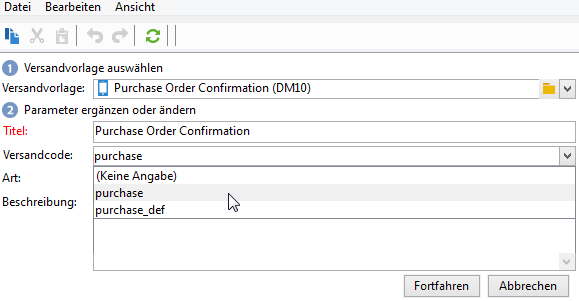 Datei Bearbeiten Ansicht
1 Versandvorlage auswählen
Versandvorlage: Purchase Order Confirmation (DM10)
2 Parameter ergänzen oder ändern
Titel: Purchase Order Confirmation
Versandcode: purchase
Art: (Keine Angabe)
purchase
Beschreibung: purchase_def
Fortfahren Abbrechen